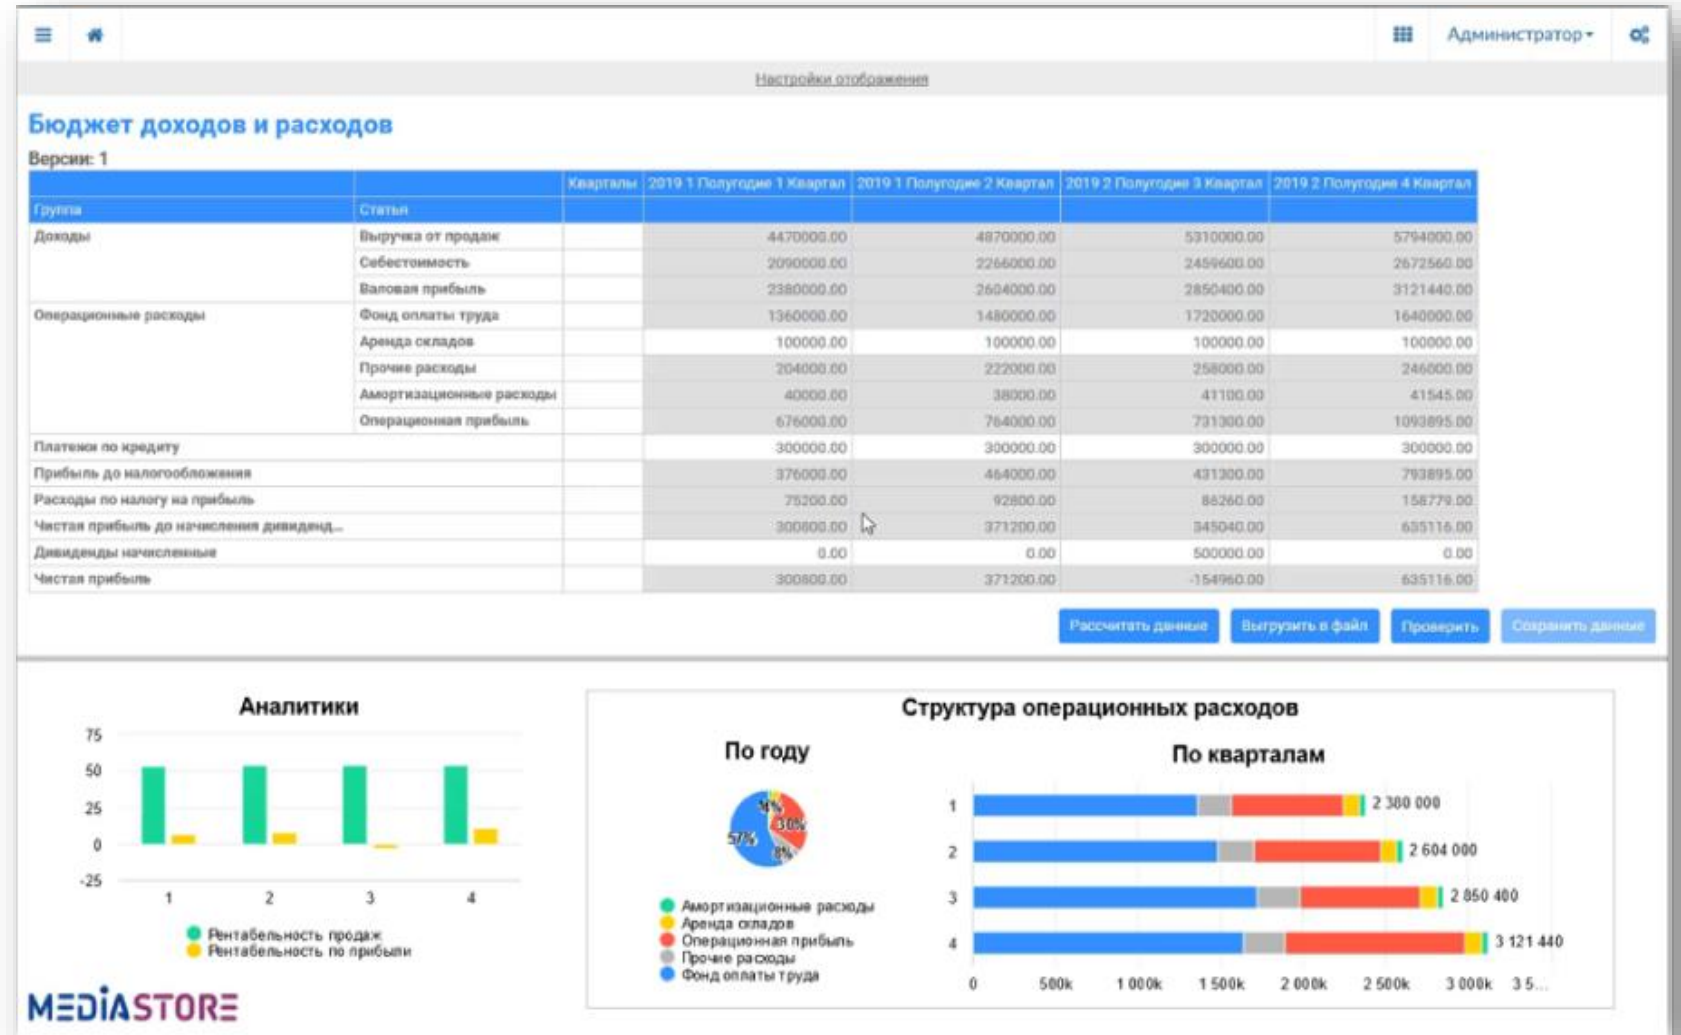 Администратор
Настройки отображения
Бюджет доходов и расходов
Версии: 1
Кварталы 2019 1 Полугодие 1 Квартал 2019 1 Полугодие 2 Квартал 2019 2 Полугодие 3 Квартал 2019 2 Полугодие 4 Квартал
Группа Статья
Доходы Выручка от продаж 4470000.00 4870000.00 5310000.00 5794000.00
Себестоимость 2090000.00 2266000.00 2459600.00 2672560.00
Валовая прибыль 2380000.00 2604000.00 2850400.00 3121440.00
Операционные расходы Фонд оплаты труда 1360000.00 1480000.00 1720000.00 1640000.00
Аренда складов 100000.00 100000.00 100000.00 100000.00
Прочие расходы 204000.00 222000.00 258000.00 246000.00
Амортизационные расходы 40000.00 38000.00 41100.00 41545.00
Операционная прибыль 676000.00 764000.00 731300.00 1093895.00
Платежи по кредиту 300000.00 300000.00 300000.00 300000.00
Прибыль до налогообложения 376000.00 464000.00 431300.00 793895.00
Расходы по налогу на прибыль 75200.00 92800.00 86260.00 158779.00
Чистая прибыль до начисления дивиденд... 300800.00 371200.00 345040.00 635116.00
Дивиденды начисленные 0.00 0.00 500000.00 0.00
Чистая прибыль 300800.00 371200.00 -154960.00 635116.00
Рассчитать данные Выгрузить в файл Проверить Сохранить данные
Аналитики
75
50
25
0
-25
1 2 3 4
Рентабельность продаж
Рентабельность по прибыли
Структура операционных расходов
По году
30%
57%
8%
Амортизационные расходы
Аренда складов
Операционная прибыль
Прочие расходы
Фонд оплаты труда
По кварталам
1 2 380 000
2 2 604 000
3 2 850 400
4 3 121 440
0 500k 1 000k 1 500k 2 000k 2 500k 3 000k 3 5...
MEDIASTORE